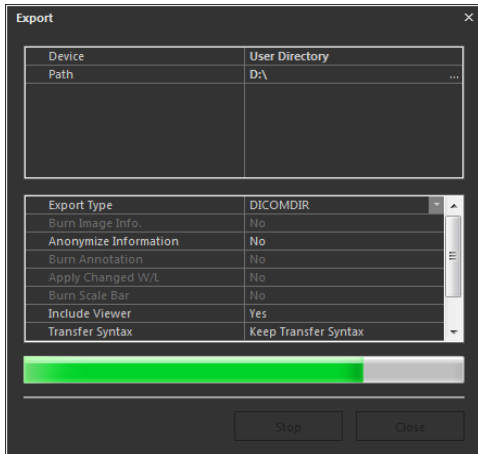 Export
Device User Directory
Path D:\ ...
Export Type DICOMDIR
Burn Image Info. No
Anonymize Information No
Burn Annotation No
Apply Changed W/L No
Burn Scale Bar No
Include Viewer Yes
Transfer Syntax Keep Transfer Syntax
Stop Close